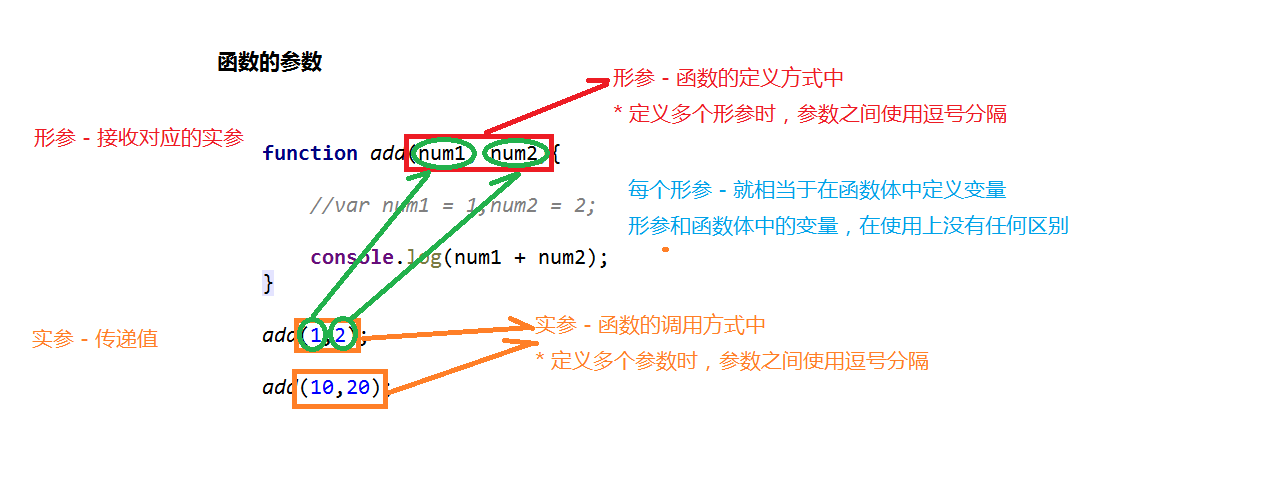 函数的参数
形参 - 函数的定义方式中
* 定义多个形参时，参数之间使用逗号分隔
形参 - 接收对应的实参
function add(num1 num2 {
每个形参 - 就相当于在函数体中定义变量
//var num1 = 1,num2 = 2;
形参和函数体中的变量，在使用上没有任何区别
console.log(num1 + num2);
}
实参 - 函数的调用方式中
实参 - 传递值
add(1,2);
* 定义多个参数时，参数之间使用逗号分隔
add(10,20);